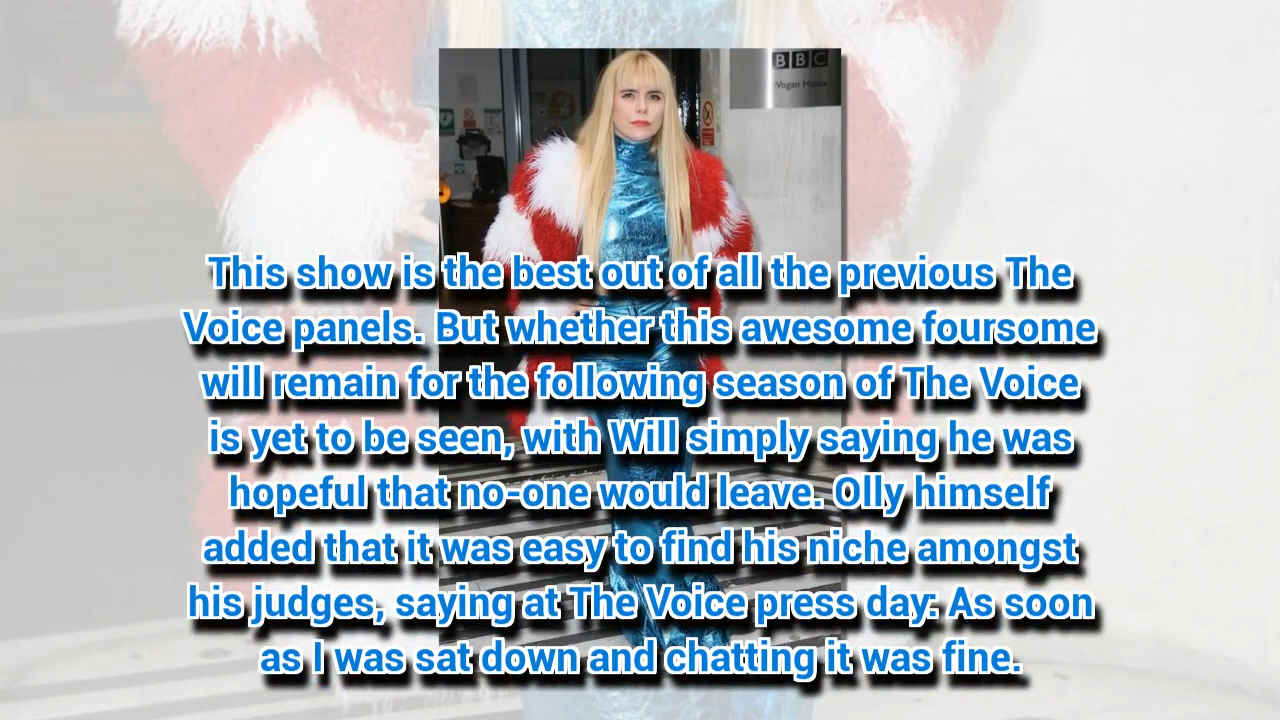 BBC
Wogan House
This show is the best out of all the previous The
Voice panels. But whether this awesome foursome
will remain for the following season of The Voice
is yet to be seen, with Will simply saying he was
hopeful that no-one would leave. Olly himself
added that it was easy to find his niche amongst
his judges, saying at The Voice press day: As soon
as I was sat down and chatting it was fine.